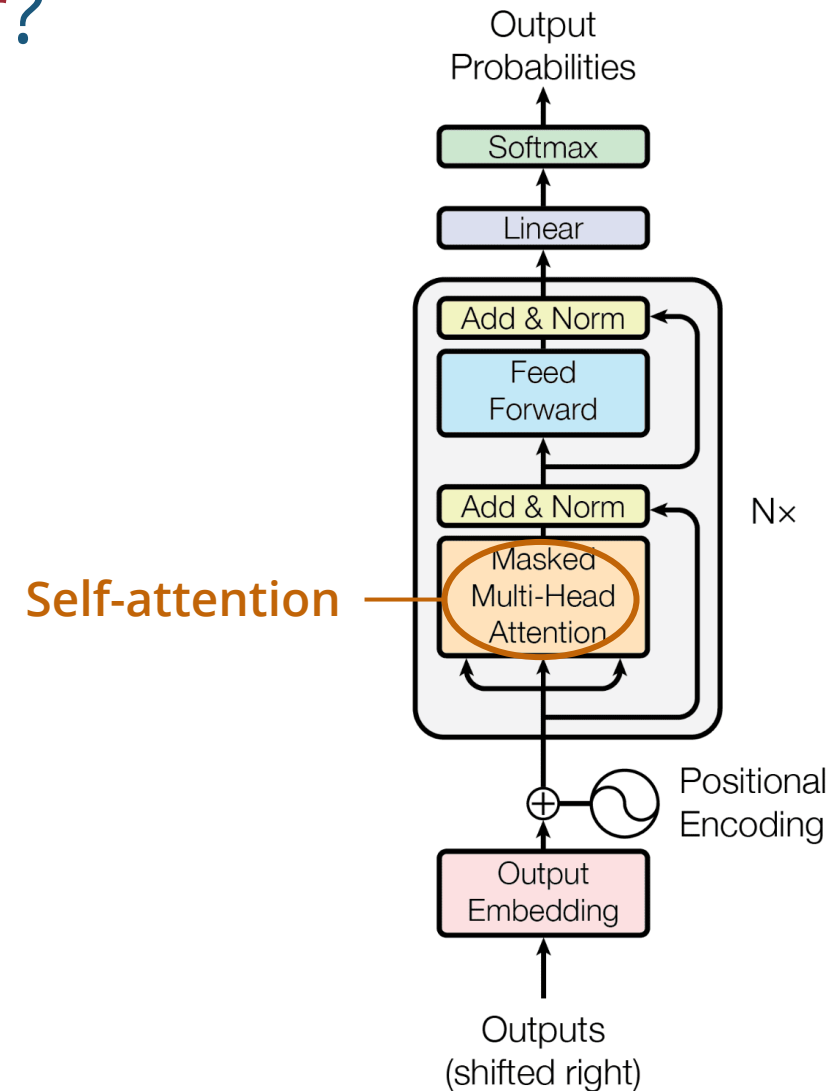 ?
Output
Probabilities
Softmax
Linear
Add & Norm
Feed
Forward
Add & Norm
N×
Masked
Multi-Head
Attention
Self-attention
Positional
Encoding
Output
Embedding
Outputs
(shifted right)